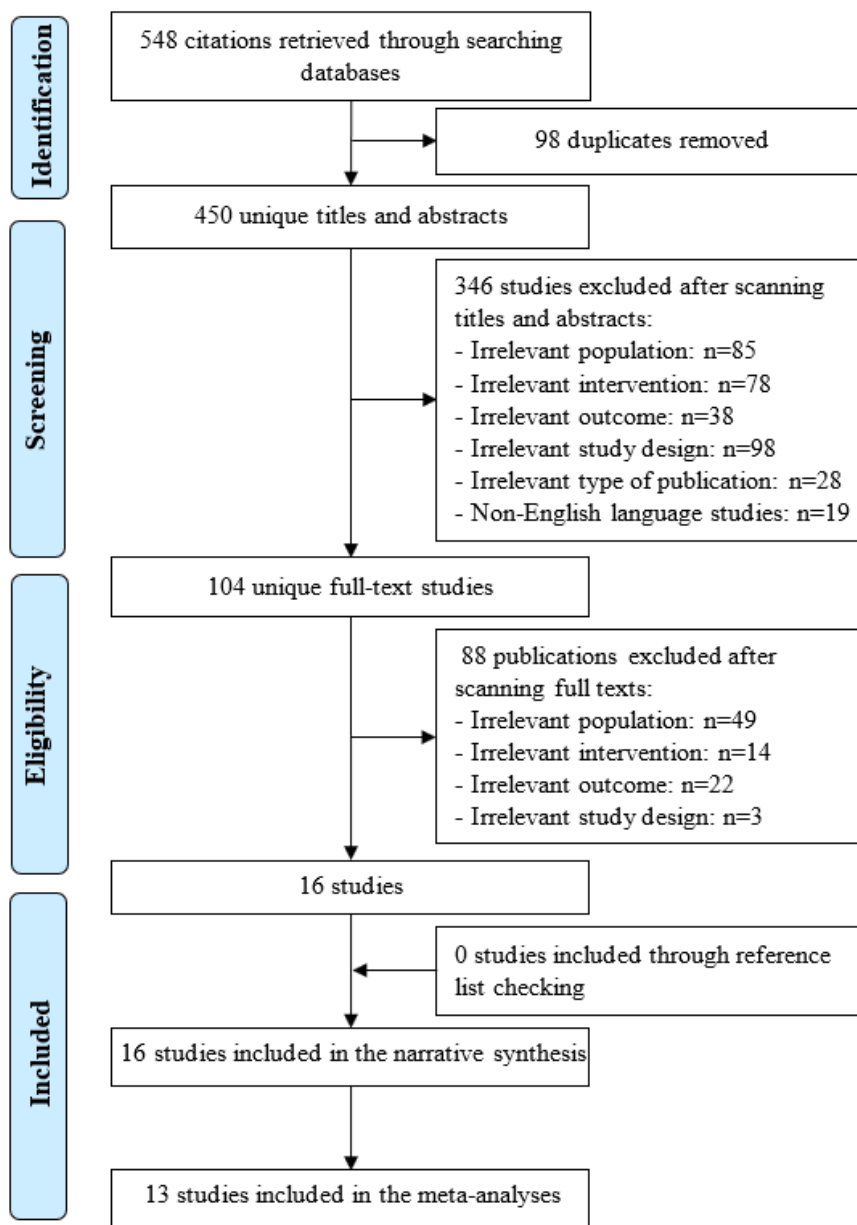 Identification
548 citations retrieved through searching
databases
98 duplicates removed
450 unique titles and abstracts
Screening
346 studies excluded after scanning
titles and abstracts:
- Irrelevant population: n=85
- Irrelevant intervention: n=78
- Irrelevant outcome: n=38
- Irrelevant study design: n=98
- Irrelevant type of publication: n=28
- Non-English language studies: n=19
104 unique full-text studies
Eligibility
88 publications excluded after
scanning full texts:
- Irrelevant population: n=49
- Irrelevant intervention: n=14
- Irrelevant outcome: n=22
- Irrelevant study design: n=3
16 studies
Included
0 studies included through reference
list checking
16 studies included in the narrative synthesis
13 studies included in the meta-analyses